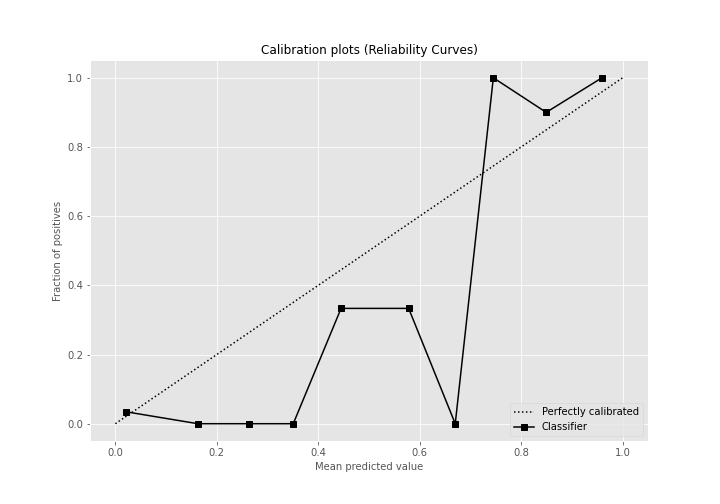 Calibration plots (Reliability Curves)
1.0
0.8
0.6
0.4
0.2
0.0
Fraction of positives
0.0 0.2 0.4 0.6 0.8 1.0
Mean predicted value
Perfectly calibrated
Classifier